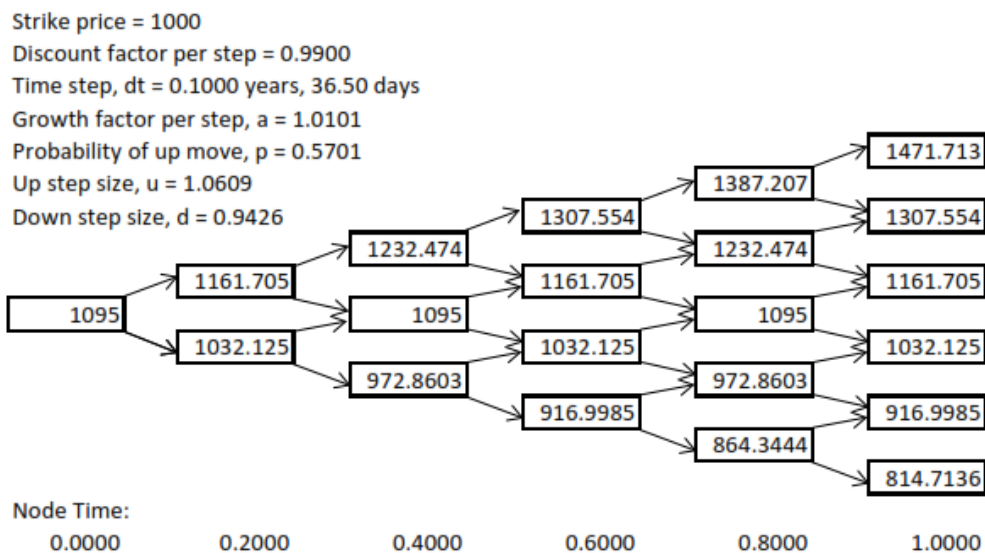 Strike price = 1000
Discount factor per step = 0.9900
Time step, dt = 0.1000 years, 36.50 days
Growth factor per step, a = 1.0101
Probability of up move, p = 0.5701
Up step size, u = 1.0609
Down step size, d = 0.9426
1471.713
1387.207
1307.554 1307.554
1232.474 1232.474
1161.705 1161.705 1161.705
1095 1095 1095
1032.125 1032.125 1032.125
972.8603 972.8603
916.9985 916.9985
864.3444
814.7136
Node Time:
0.0000 0.2000 0.4000 0.6000 0.8000 1.0000